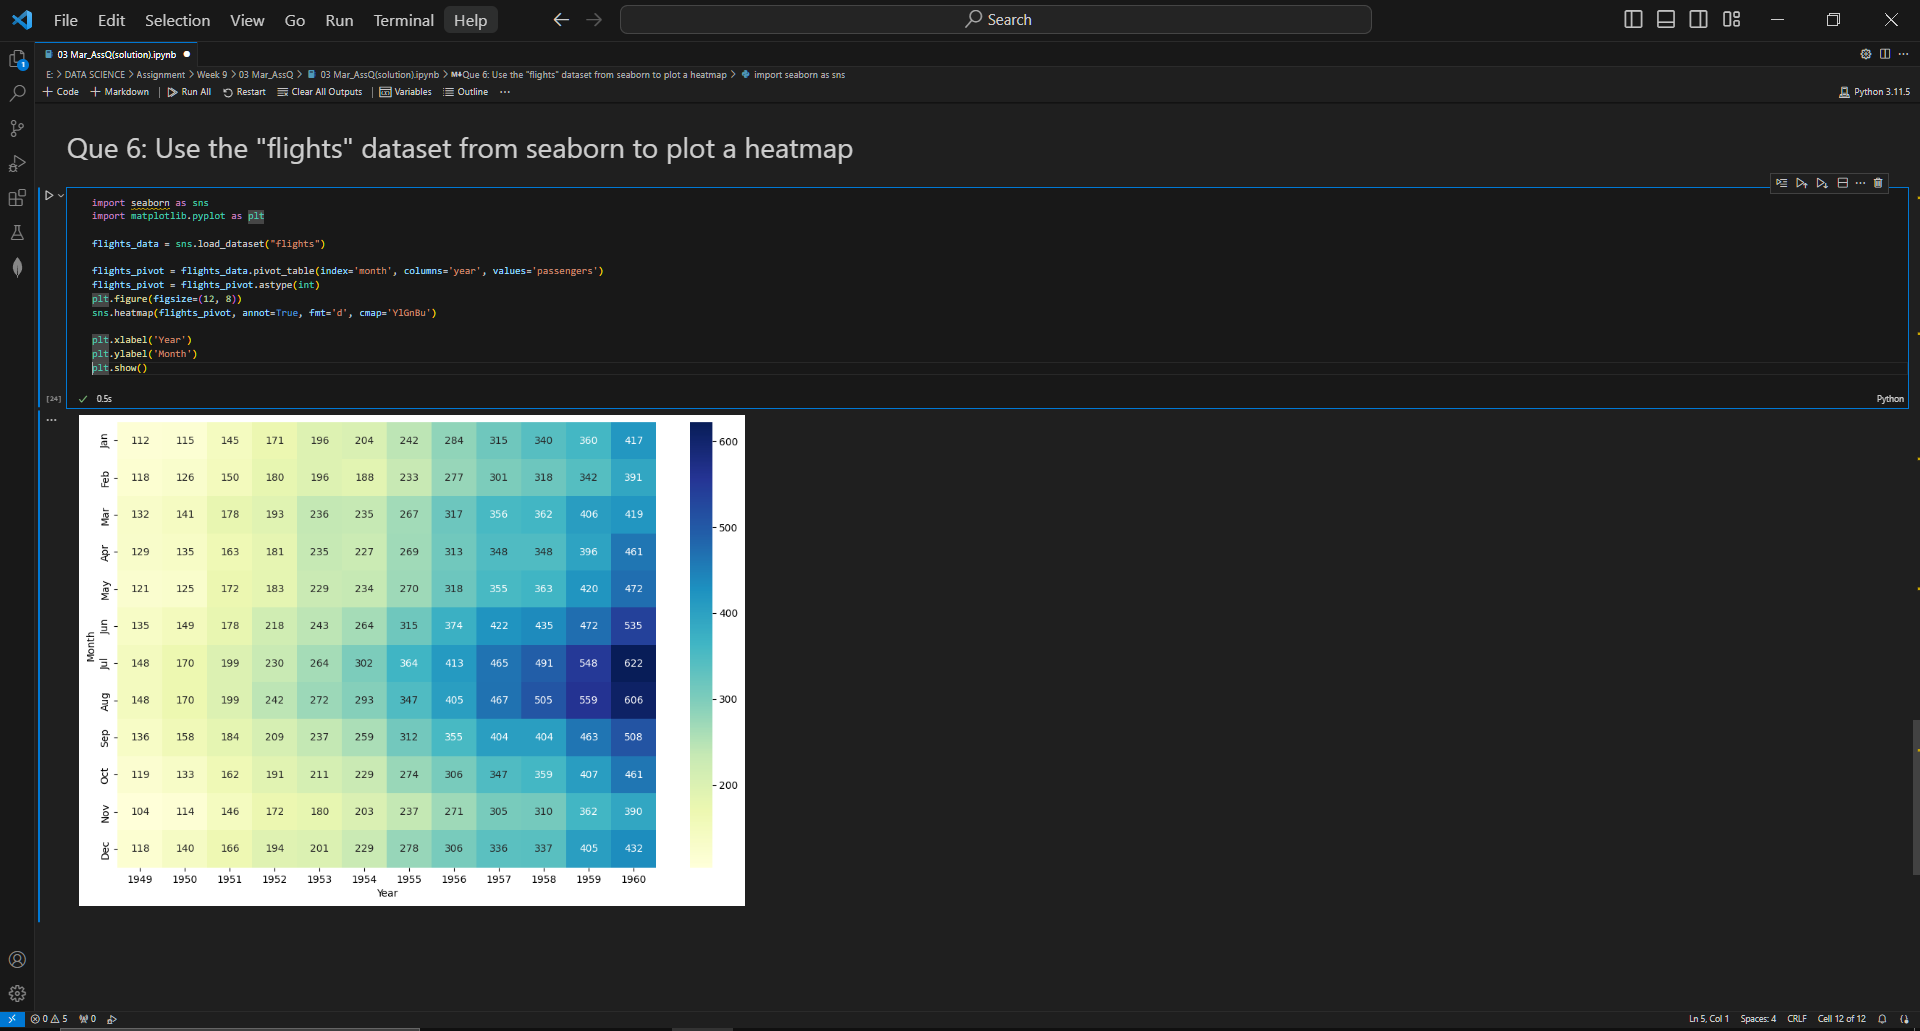 File Edit Selection View Go Run Terminal Help Search
03 Mar_AssQ(solution).ipynb
E: > DATA SCIENCE > Assignment > Week 9 > 03 Mar_AssQ > 03 Mar_AssQ(solution).ipynb > M↓Que 6: Use the "flights" dataset from seaborn to plot a heatmap > import seaborn as sns
+ Code + Markdown | Run All Restart Clear All Outputs | Variables Outline ... Python 3.11.5
Que 6: Use the "flights" dataset from seaborn to plot a heatmap
import seaborn as sns
import matplotlib.pyplot as plt
flights_data = sns.load_dataset("flights")
flights_pivot = flights_data.pivot_table(index='month', columns='year', values='passengers')
flights_pivot = flights_pivot.astype(int)
plt.figure(figsize=(12, 8))
sns.heatmap(flights_pivot, annot=True, fmt='d', cmap='YlGnBu')
plt.xlabel('Year')
plt.ylabel('Month')
plt.show()
[24] 0.5s Python
Jan 112 115 145 171 196 204 242 284 315 340 360 417
Feb 118 126 150 180 196 188 233 277 301 318 342 391
Mar 132 141 178 193 236 235 267 317 356 362 406 419
Apr 129 135 163 181 235 227 269 313 348 348 396 461
May 121 125 172 183 229 234 270 318 355 363 420 472
Jun 135 149 178 218 243 264 315 374 422 435 472 535
Jul 148 170 199 230 264 302 364 413 465 491 548 622
Aug 148 170 199 242 272 293 347 405 467 505 559 606
Sep 136 158 184 209 237 259 312 355 404 404 463 508
Oct 119 133 162 191 211 229 274 306 347 359 407 461
Nov 104 114 146 172 180 203 237 271 305 310 362 390
Dec 118 140 166 194 201 229 278 306 336 337 405 432
1949 1950 1951 1952 1953 1954 1955 1956 1957 1958 1959 1960
Year
Month
600
500
400
300
200
0 5 0 Ln 5, Col 1 Spaces: 4 CRLF Cell 12 of 12